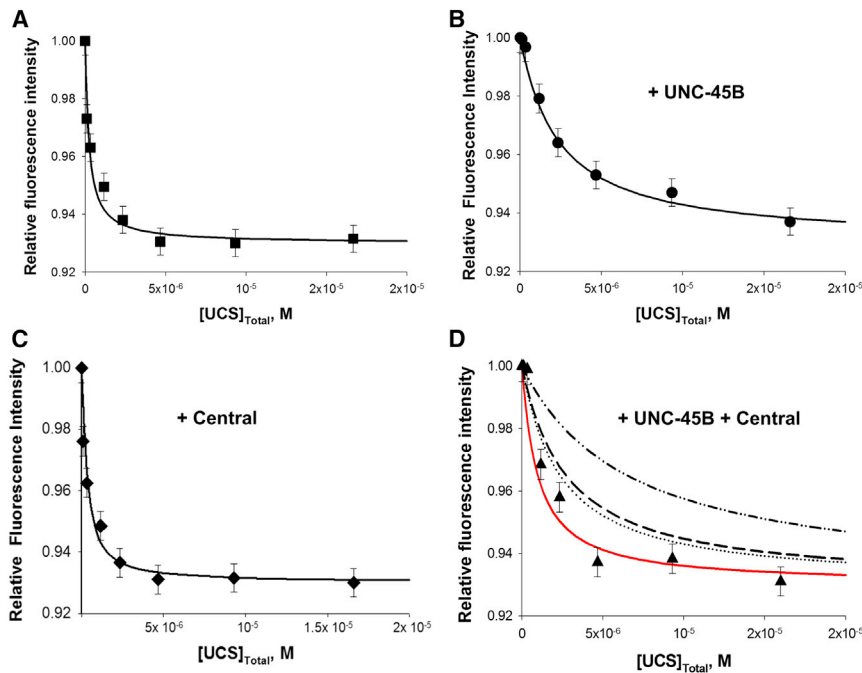 A
Relative fluorescence intensity
1.00
0.98
0.96
0.94
0.92
0 5x10⁻⁶ 10⁻⁵ 2x10⁻⁵ 2x10⁻⁵
[UCS]Total, M
B
Relative Fluorescence Intensity
+ UNC-45B
1.00
0.98
0.96
0.94
0.92
0 5x10⁻⁶ 10⁻⁵ 2x10⁻⁵ 2x10⁻⁵
[UCS]Total, M
C
Relative Fluorescence Intensity
+ Central
1.00
0.98
0.96
0.94
0.92
0 5x10⁻⁶ 10⁻⁵ 1.5x10⁻⁵ 2x10⁻⁵
[UCS]Total, M
D
Relative fluorescence intensity
+ UNC-45B + Central
1.00
0.98
0.96
0.94
0.92
0 5x10⁻⁶ 10⁻⁵ 2x10⁻⁵ 2x10⁻⁵
[UCS]Total, M